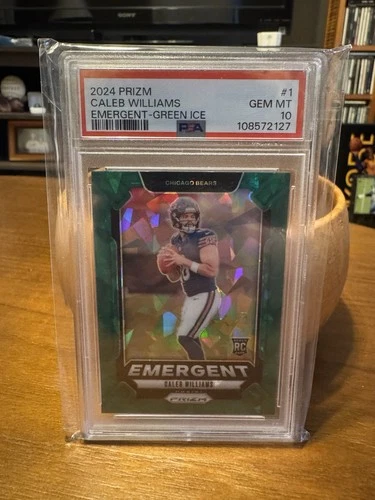 2024 PRIZM #1
CALEB WILLIAMS GEM MT
EMERGENT-GREEN ICE 10
PSA 108572127
CHICAGO BEARS
RC
EMERGENT
CALEB WILLIAMS
PRIZM